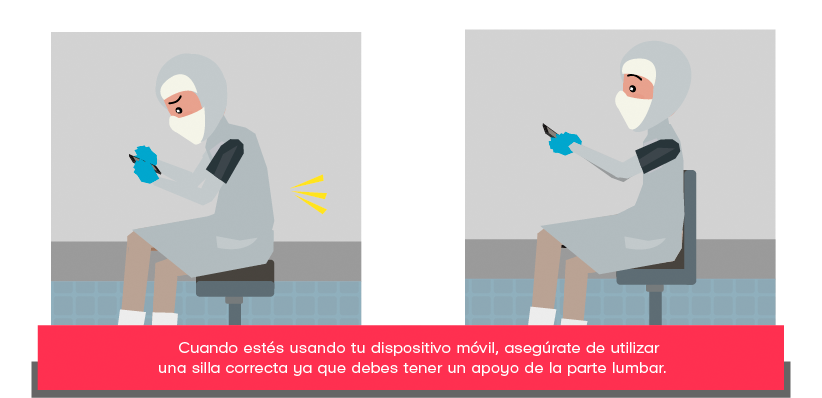 Cuando estés usando tu dispositivo móvil, asegúrate de utilizar
una silla correcta ya que debes tener un apoyo de la parte lumbar.